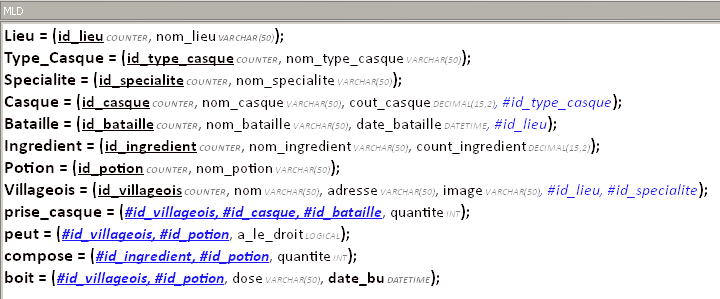 MLD
Lieu = (id_lieu COUNTER, nom_lieu VARCHAR(50));
Type_Casque = (id_type_casque COUNTER, nom_type_casque VARCHAR(50));
Specialite = (id_specialite COUNTER, nom_specialite VARCHAR(50));
Casque = (id_casque COUNTER, nom_casque VARCHAR(50), cout_casque DECIMAL(15,2), #id_type_casque);
Bataille = (id_bataille COUNTER, nom_bataille VARCHAR(50), date_bataille DATETIME, #id_lieu);
Ingredient = (id_ingredient COUNTER, nom_ingredient VARCHAR(50), count_ingredient DECIMAL(15,2);
Potion = (id_potion COUNTER, nom_potion VARCHAR(50);
Villageois = (id_villageois COUNTER, nom VARCHAR(50), adresse VARCHAR(50), image VARCHAR(50), #id_lieu, #id_specialite);
prise_casque = (#id_villageois, #id_casque, #id_bataille, quantite INT);
peut = (#id_villageois, #id_potion, a_le_droit LOGICAL);
compose = (#id_ingredient, #id_potion, quantite INT);
boit = (#id_villageois, #id_potion, dose VARCHAR(50), date_bu DATETIME);